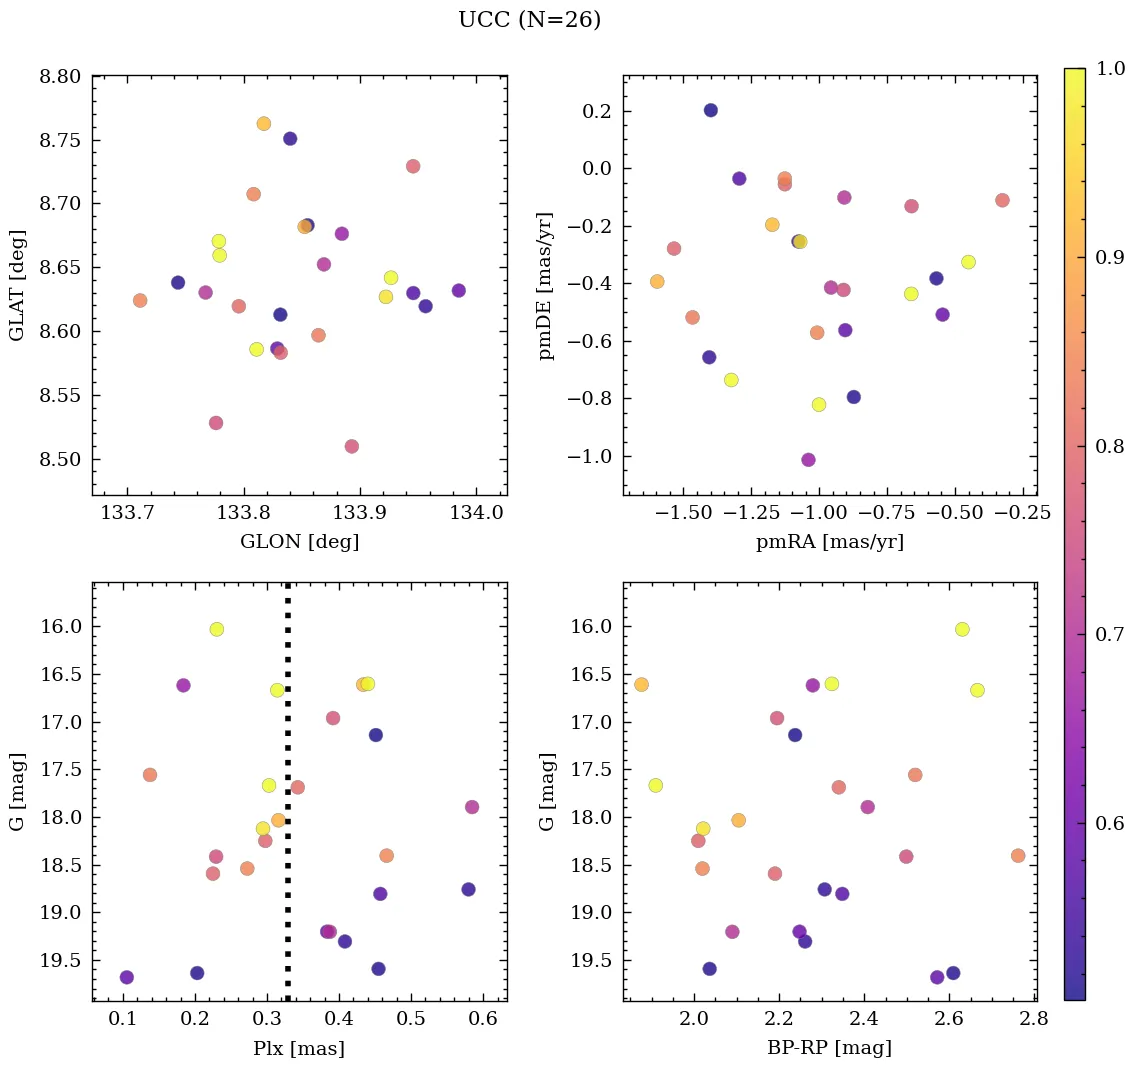 UCC (N=26)
8.80
8.75
8.70
8.65
8.60
8.55
8.50
GLAT [deg]
133.7 133.8 133.9 134.0
GLON [deg]
0.2
0.0
−0.2
−0.4
−0.6
−0.8
−1.0
pmDE [mas/yr]
−1.50 −1.25 −1.00 −0.75 −0.50 −0.25
pmRA [mas/yr]
16.0
16.5
17.0
17.5
18.0
18.5
19.0
19.5
G [mag]
0.1 0.2 0.3 0.4 0.5 0.6
Plx [mas]
16.0
16.5
17.0
17.5
18.0
18.5
19.0
19.5
G [mag]
2.0 2.2 2.4 2.6 2.8
BP-RP [mag]
1.0
0.9
0.8
0.7
0.6